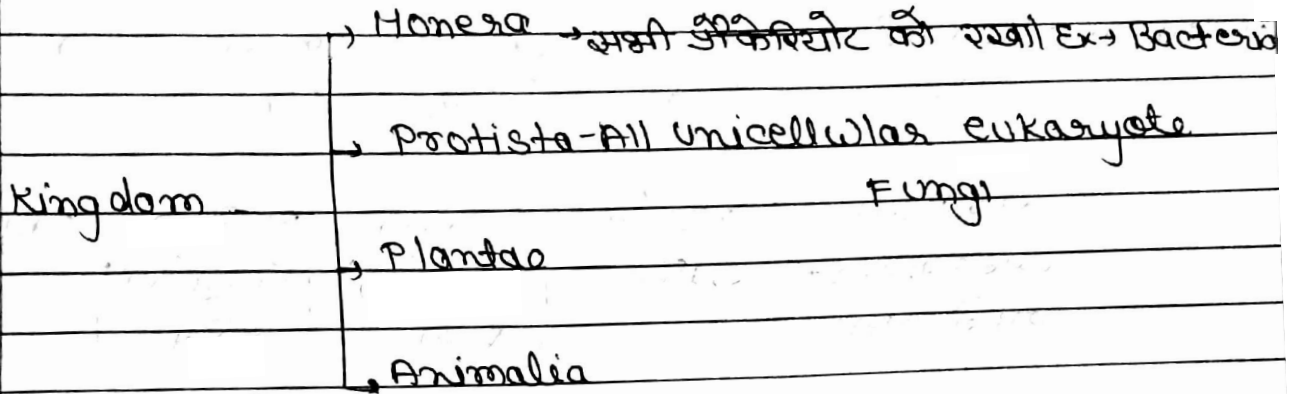 → Monera → सभी प्रोकेरियोट को रखा। Ex→ Bacteria
→ Protista-All unicellular eukaryote
Fungi
Kingdom
→ Plantae
→ Animalia